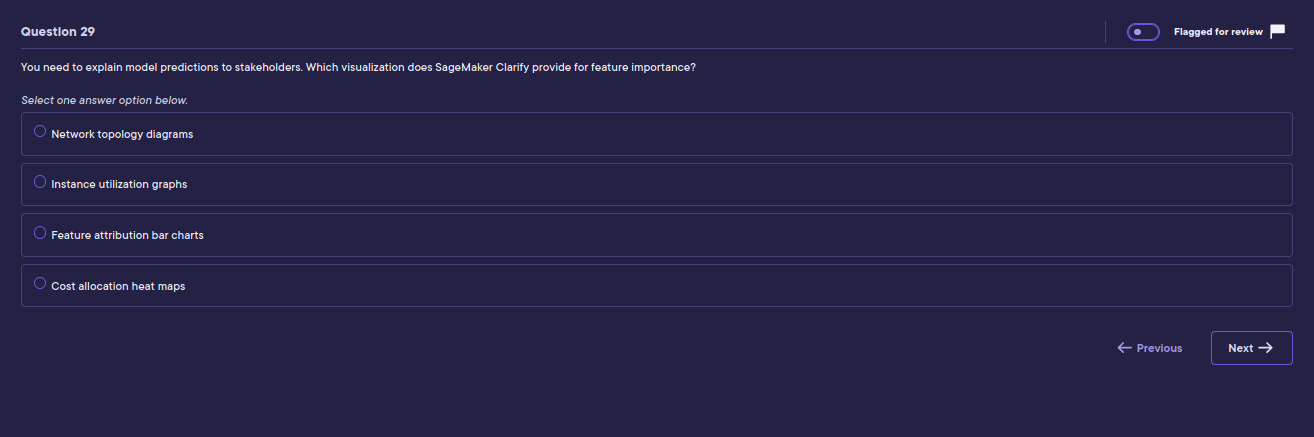 Question 29
Flagged for review
You need to explain model predictions to stakeholders. Which visualization does SageMaker Clarify provide for feature importance?
Select one answer option below.
Network topology diagrams
Instance utilization graphs
Feature attribution bar charts
Cost allocation heat maps
Previous
Next